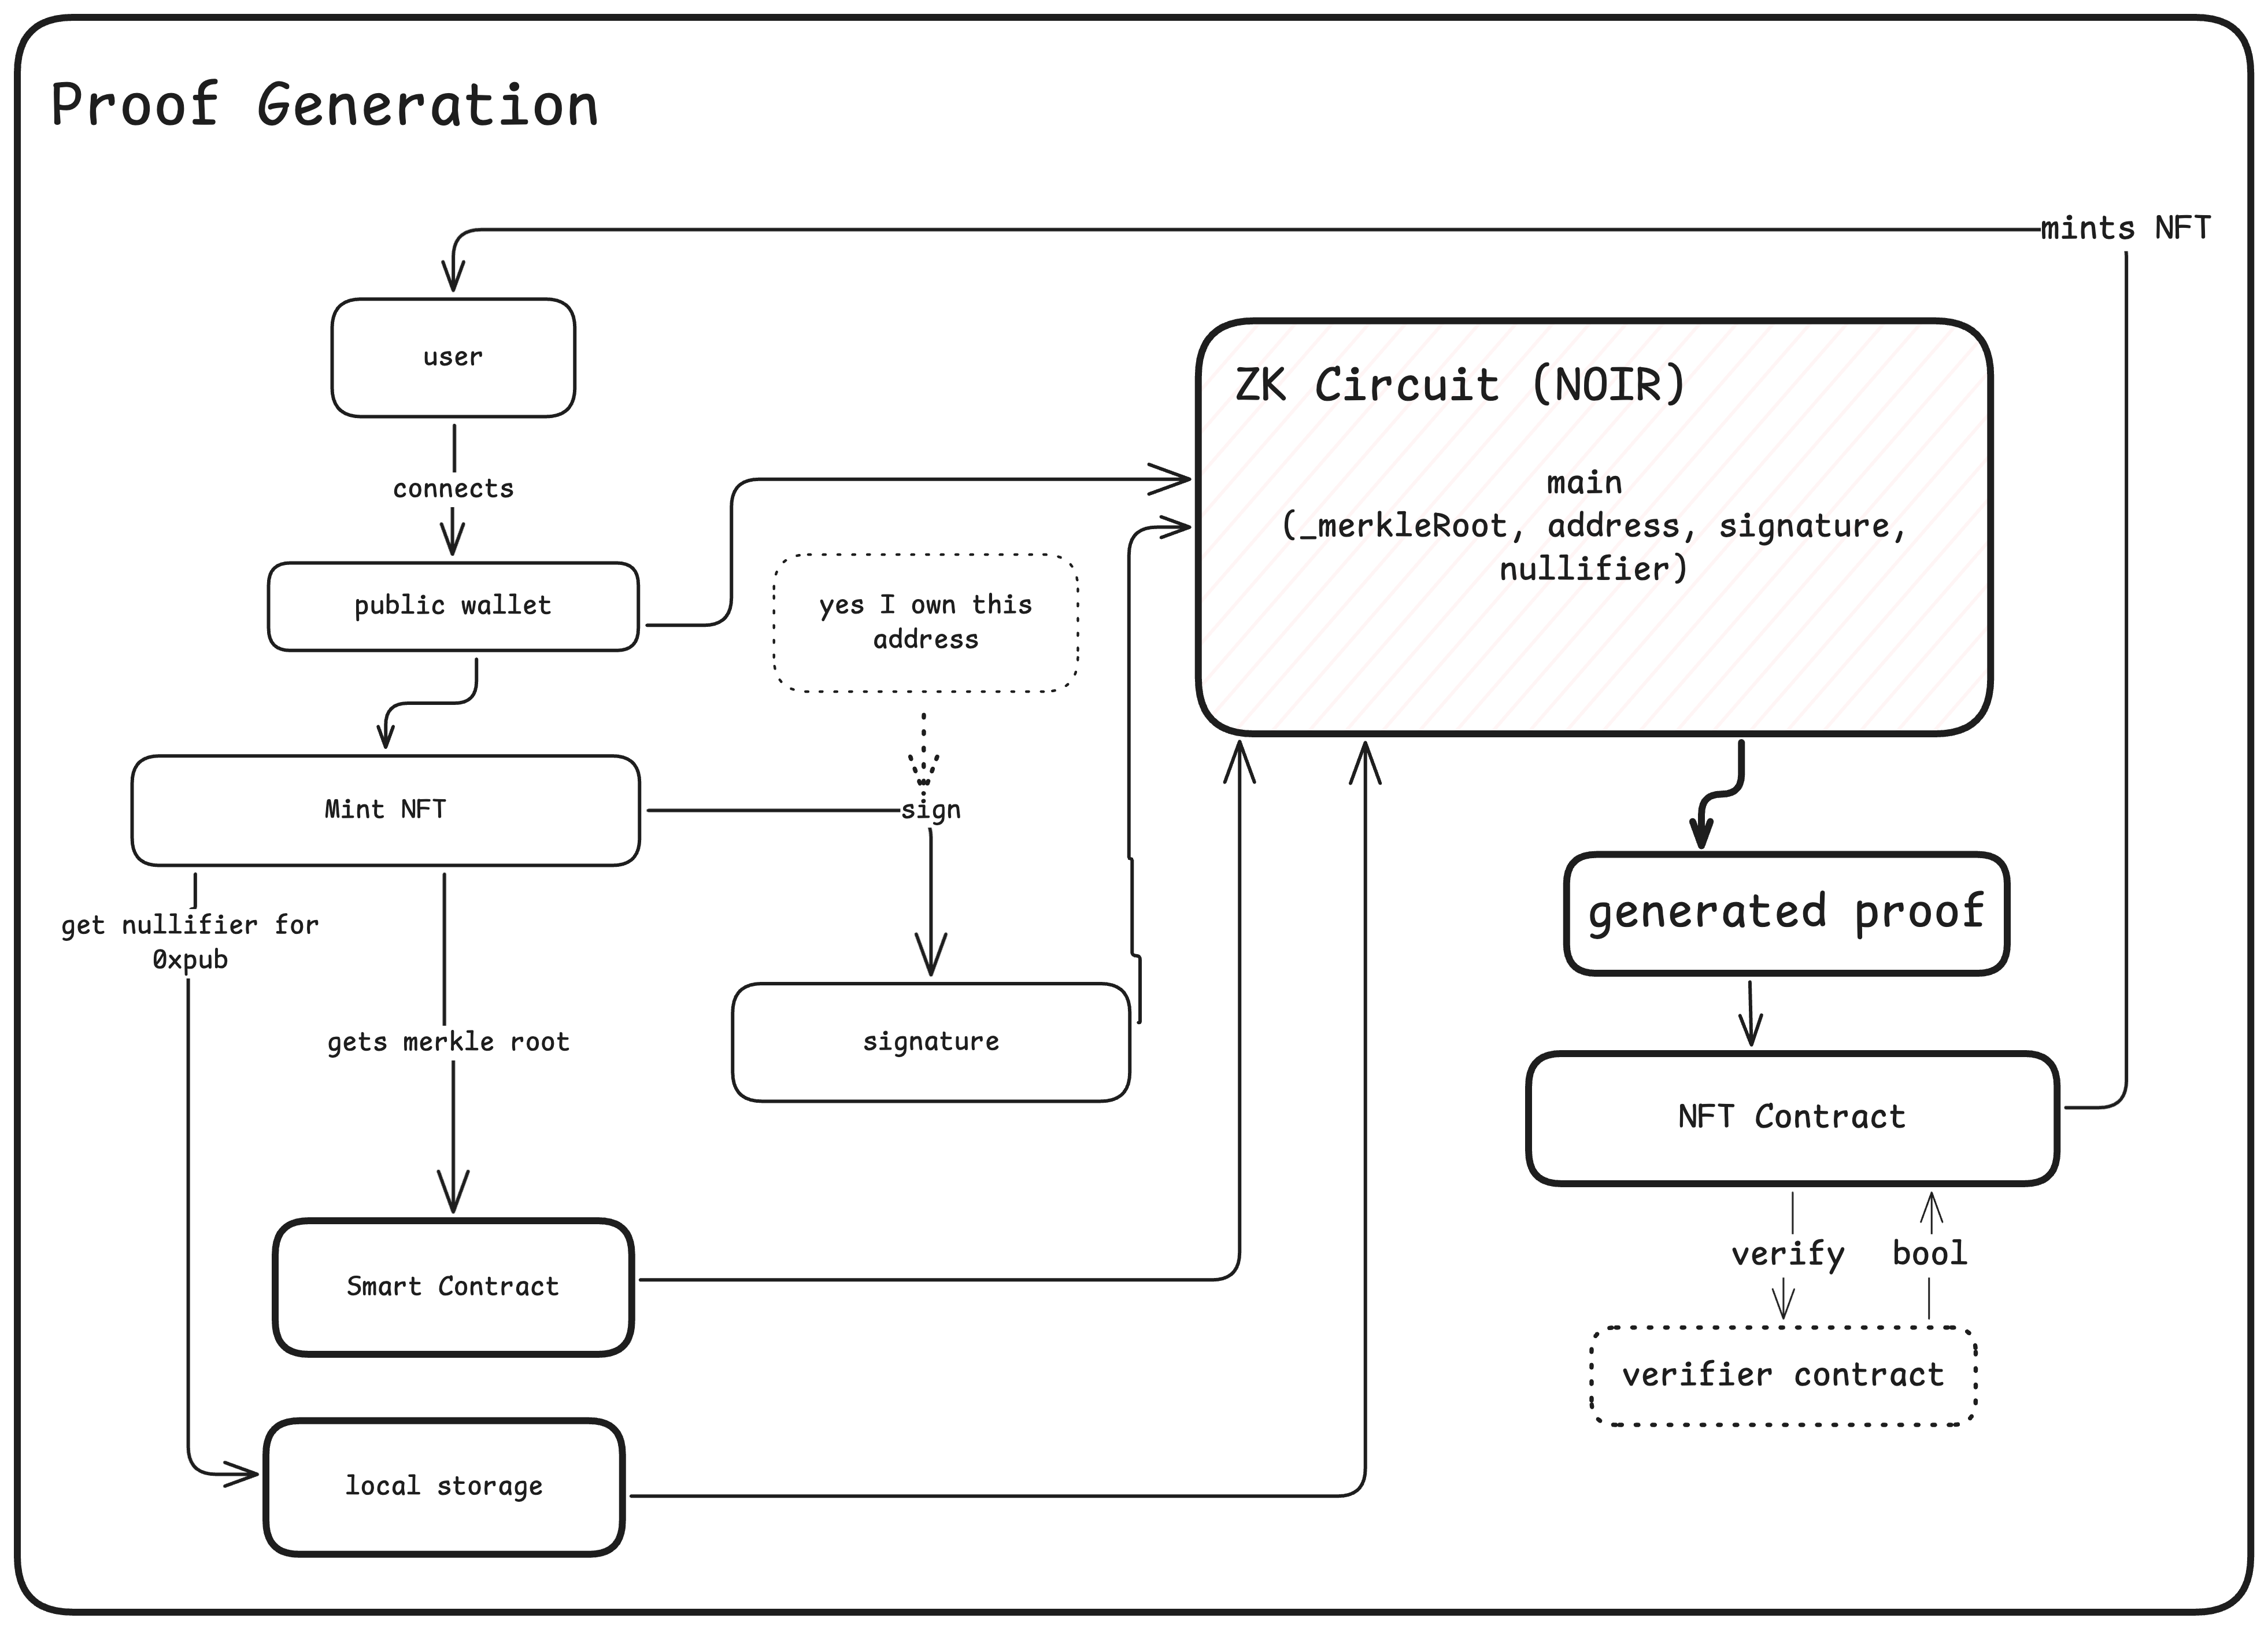 Proof Generation
mints NFT
user
ZK Circuit (NOIR)
connects
main
(_merkleRoot, address, signature,
nullifier)
public wallet
yes I own this
address
Mint NFT
sign
get nullifier for
0xpub
gets merkle root
signature
generated proof
NFT Contract
Smart Contract
verify
bool
verifier contract
local storage